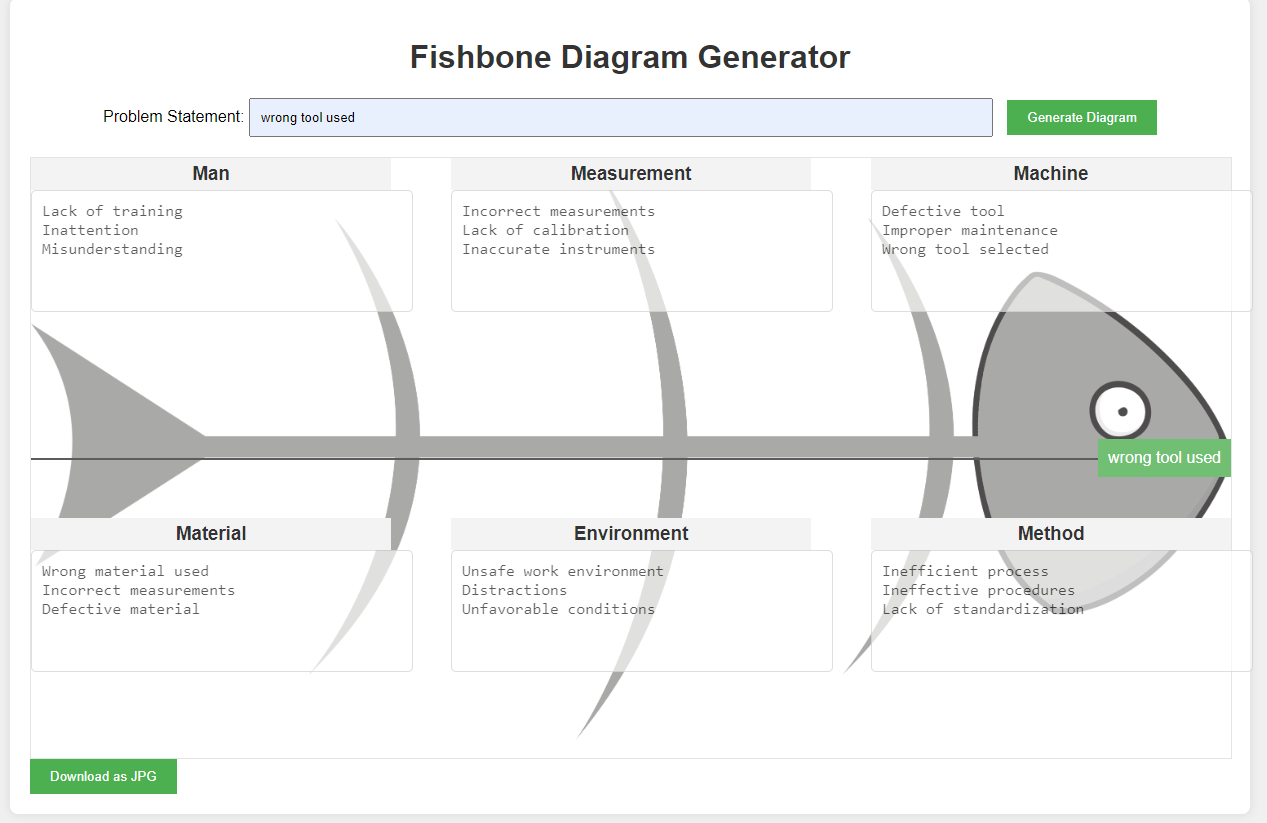 Fishbone Diagram Generator
Problem Statement: wrong tool used Generate Diagram
Man
Lack of training
Inattention
Misunderstanding
Measurement
Incorrect measurements
Lack of calibration
Inaccurate instruments
Machine
Defective tool
Improper maintenance
Wrong tool selected
wrong tool used
Material
Wrong material used
Incorrect measurements
Defective material
Environment
Unsafe work environment
Distractions
Unfavorable conditions
Method
Inefficient process
Ineffective procedures
Lack of standardization
Download as JPG